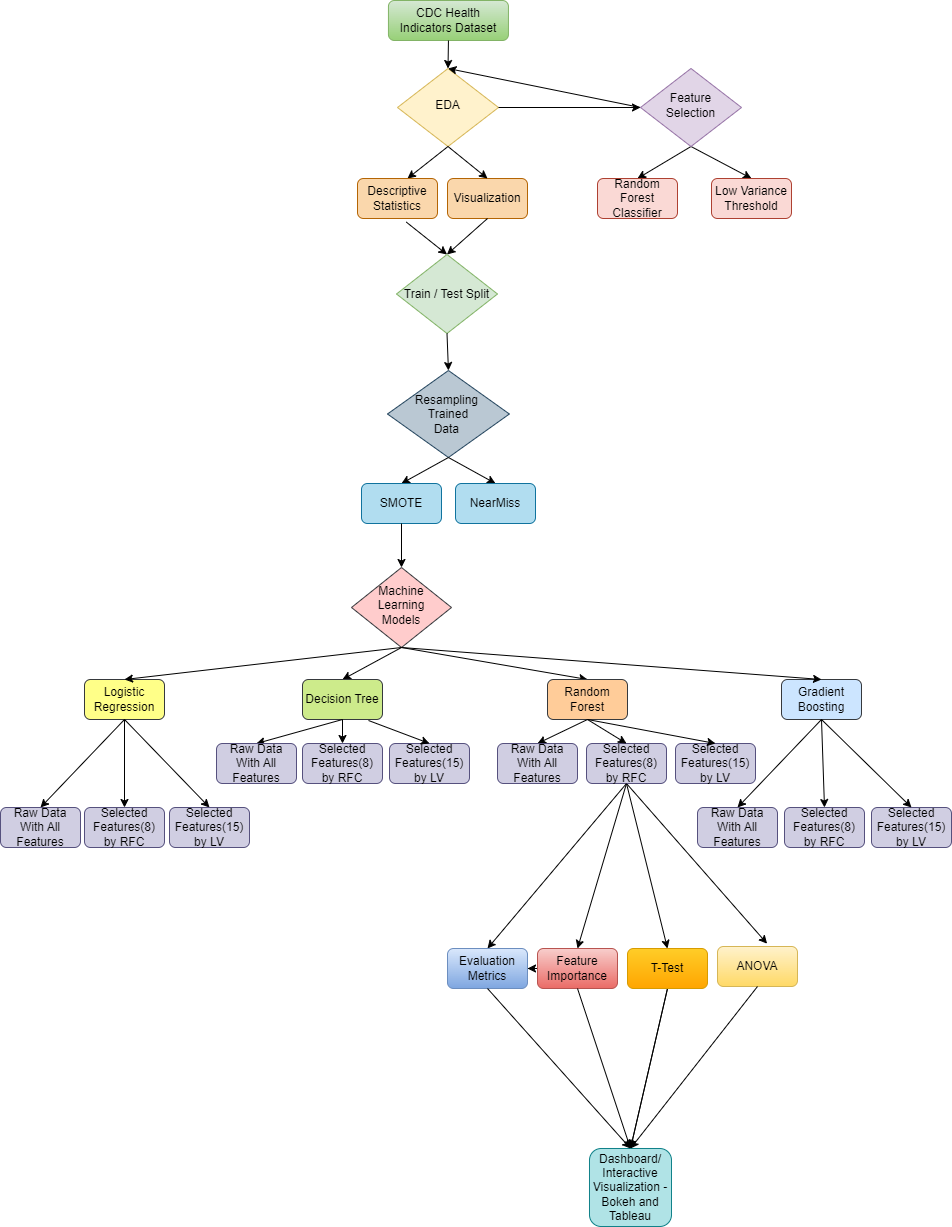 CDC Health
Indicators Dataset
EDA
Feature
Selection
Descriptive
Statistics
Visualization
Random
Forest
Classifier
Low Variance
Threshold
Train / Test Split
Resampling
Trained
Data
SMOTE
NearMiss
Machine
Learning
Models
Logistic
Regression
Decision Tree
Random
Forest
Gradient
Boosting
Raw Data
With All
Features
Selected
Features(8)
by RFC
Selected
Features(15)
by LV
Raw Data
With All
Features
Selected
Features(8)
by RFC
Selected
Features(15)
by LV
Raw Data
With All
Features
Selected
Features(8)
by RFC
Selected
Features(15)
by LV
Raw Data
With All
Features
Selected
Features(8)
by RFC
Selected
Features(15)
by LV
Evaluation
Metrics
Feature
Importance
T-Test
ANOVA
Dashboard/
Interactive
Visualization -
Bokeh and
Tableau